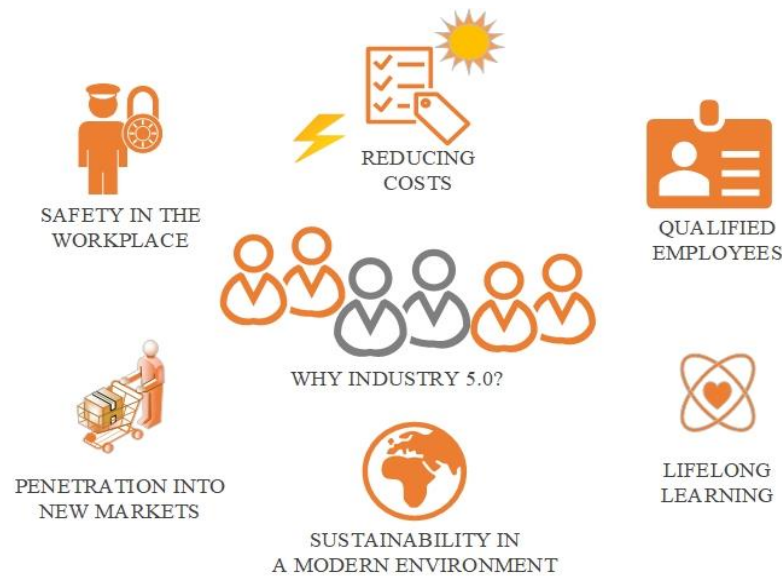 REDUCING
COSTS
SAFETY IN THE
WORKPLACE
QUALIFIED
EMPLOYEES
WHY INDUSTRY 5.0?
PENETRATION INTO
NEW MARKETS
LIFELONG
LEARNING
SUSTAINABILITY IN
A MODERN ENVIRONMENT